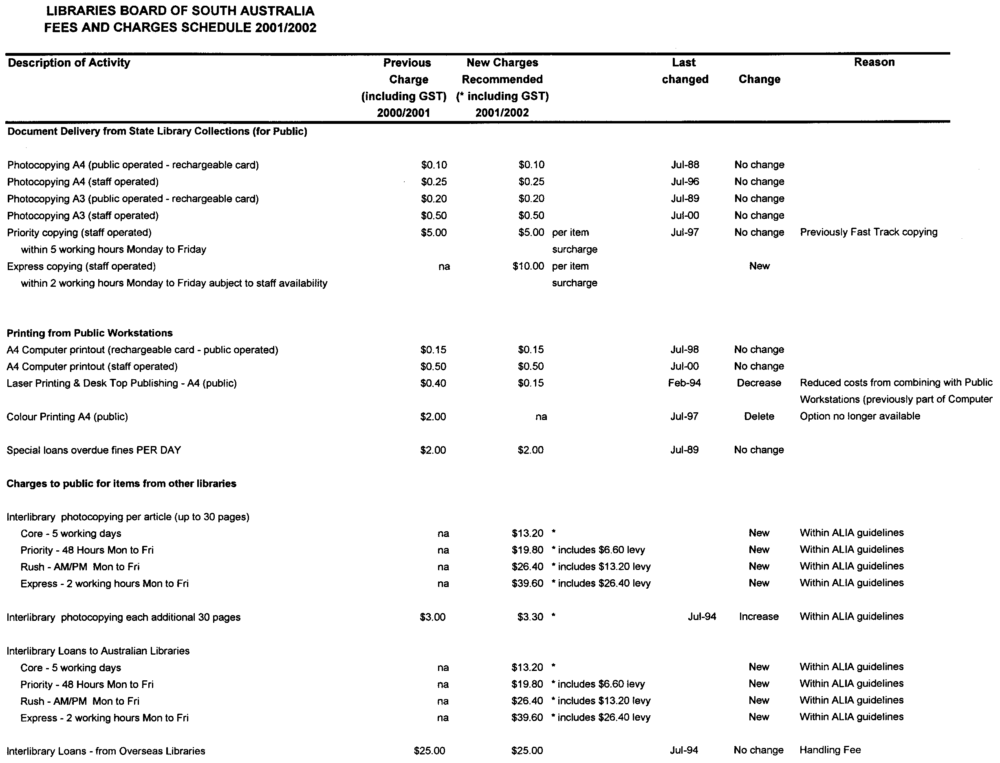 LIBRARIES BOARD OF SOUTH AUSTRALIA
FEES AND CHARGES SCHEDULE 2001/2002
Description of Activity Previous New Charges Last Reason
Charge Recommended changed Change
(including GST) (* including GST)
2000/2001 2001/2002
Document Delivery from State Library Collections (for Public)
Photocopying A4 (public operated - rechargeable card) $0.10 $0.10 Jul-88 No change
Photocopying A4 (staff operated) $0.25 $0.25 Jul-96 No change
Photocopying A3 (public operated - rechargeable card) $0.20 $0.20 Jul-89 No change
Photocopying A3 (staff operated) $0.50 $0.50 Jul-00 No change
Priority copying (staff operated) $5.00 $5.00 per item Jul-97 No change Previously Fast Track copying
within 5 working hours Monday to Friday surcharge
Express copying (staff operated) na $10.00 per item New
within 2 working hours Monday to Friday aubject to staff availability surcharge
Printing from Public Workstations
A4 Computer printout (rechargeable card - public operated) $0.15 $0.15 Jul-98 No change
A4 Computer printout (staff operated) $0.50 $0.50 Jul-00 No change
Laser Printing & Desk Top Publishing - A4 (public) $0.40 $0.15 Feb-94 Decrease Reduced costs from combining with Public
Workstations (previously part of Computer
Colour Printing A4 (public) $2.00 na Jul-97 Delete Option no longer available
Special loans overdue fines PER DAY $2.00 $2.00 Jul-89 No change
Charges to public for items from other libraries
Interlibrary photocopying per article (up to 30 pages)
Core - 5 working days na $13.20 * New Within ALIA guidelines
Priority - 48 Hours Mon to Fri na $19.80 * includes $6.60 levy New Within ALIA guidelines
Rush - AM/PM Mon to Fri na $26.40 * includes $13.20 levy New Within ALIA guidelines
Express - 2 working hours Mon to Fri na $39.60 * includes $26.40 levy New Within ALIA guidelines
Interlibrary photocopying each additional 30 pages $3.00 $3.30 * Jul-94 Increase Within ALIA guidelines
Interlibrary Loans to Australian Libraries
Core - 5 working days na $13.20 * New Within ALIA guidelines
Priority - 48 Hours Mon to Fri na $19.80 * includes $6.60 levy New Within ALIA guidelines
Rush - AM/PM Mon to Fri na $26.40 * includes $13.20 levy New Within ALIA guidelines
Express - 2 working hours Mon to Fri na $39.60 * includes $26.40 levy New Within ALIA guidelines
Interlibrary Loans - from Overseas Libraries $25.00 $25.00 Jul-94 No change Handling Fee